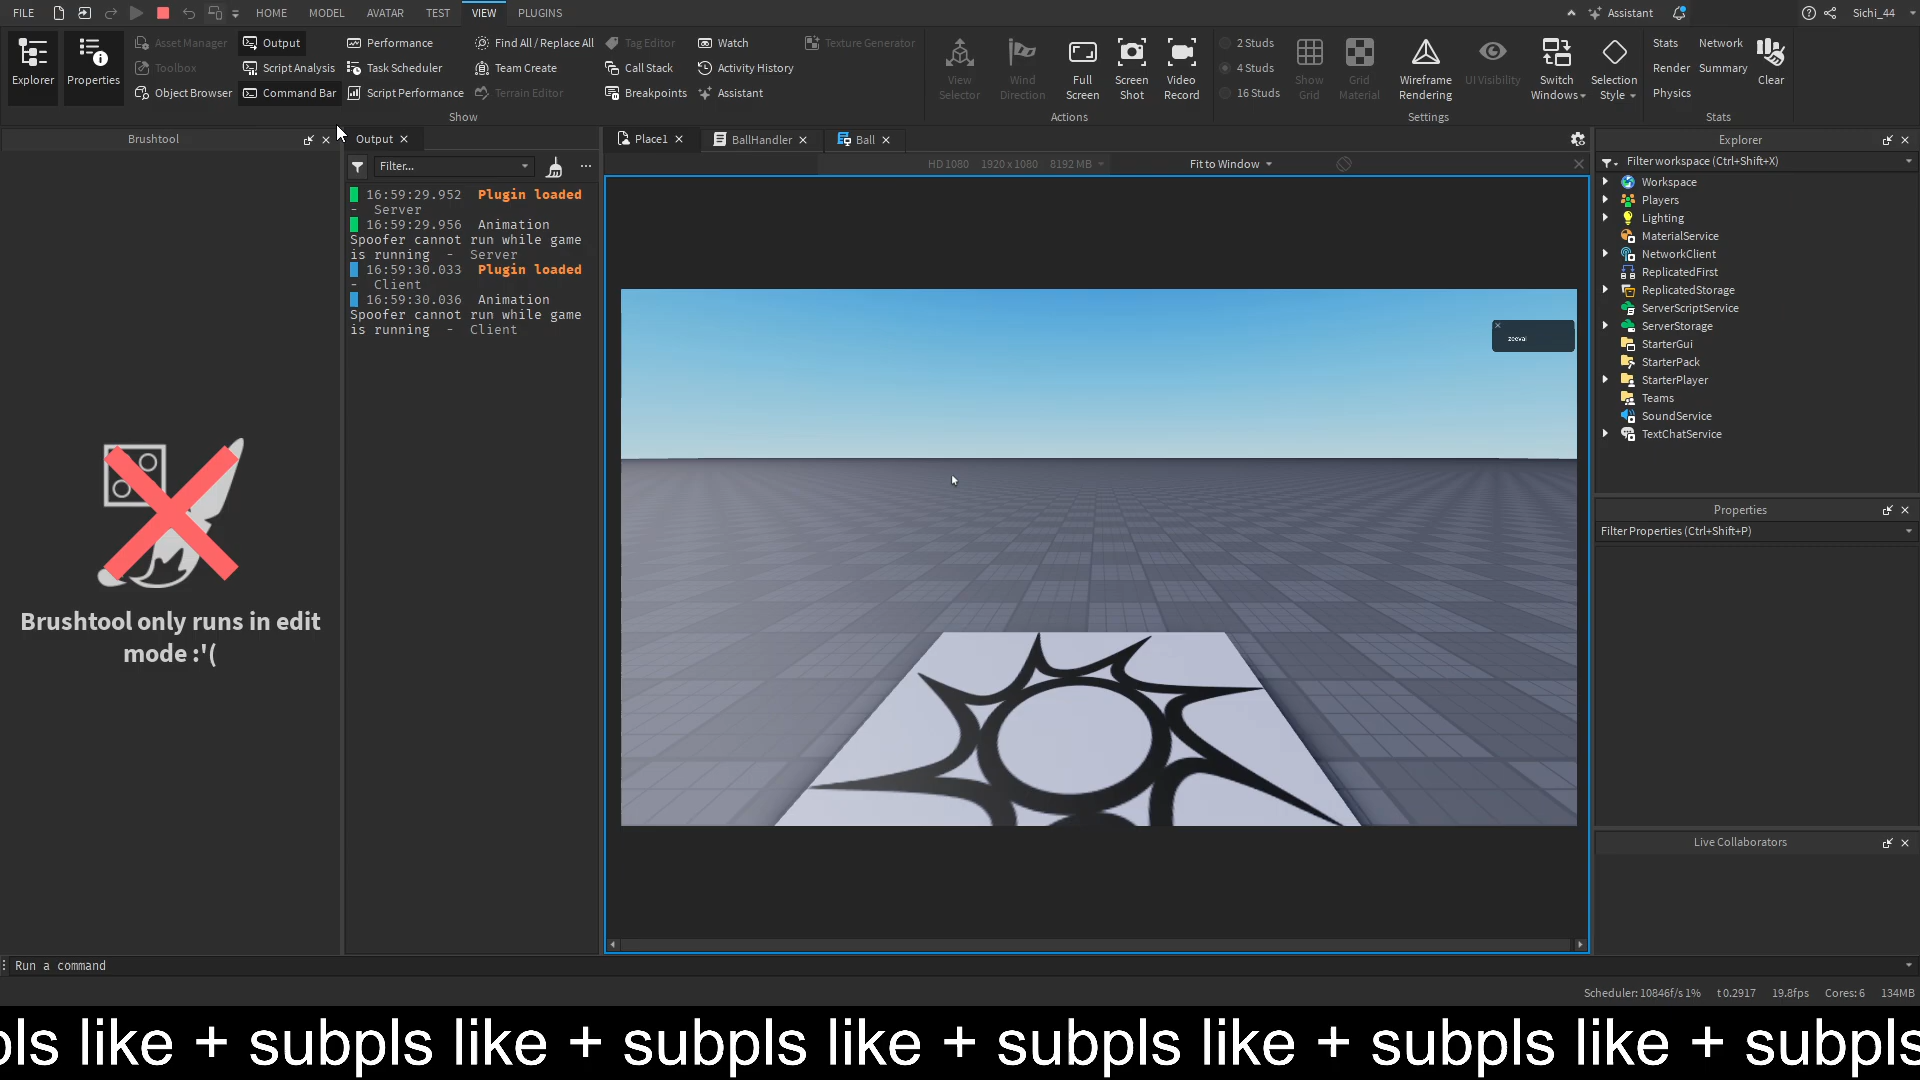 FILE HOME MODEL AVATAR TEST VIEW PLUGINS Assistant Sichi_44
Explorer
Properties
Asset Manager
Toolbox
Object Browser
Output
Script Analysis
Command Bar
Performance
Task Scheduler
Script Performance
Find All / Replace All
Team Create
Terrain Editor
Tag Editor
Call Stack
Breakpoints
Watch
Activity History
Assistant
Texture Generator
Show
View
Selector
Wind
Direction
Full
Screen
Screen
Shot
Video
Record
Actions
2 Studs
4 Studs
16 Studs
Show
Grid
Grid
Material
Wireframe
Rendering
UI Visibility
Switch
Windows
Selection
Style
Settings
Stats
Render
Physics
Network
Summary
Clear
Stats
Brushtool
Brushtool only runs in edit
mode :'(
Output
Filter...
16:59:29.952 Plugin loaded
- Server
16:59:29.956 Animation
Spoofer cannot run while game
is running - Server
16:59:30.033 Plugin loaded
- Client
16:59:30.036 Animation
Spoofer cannot run while game
is running - Client
Place1 BallHandler Ball
HD 1080 1920 x 1080 8192 MB Fit to Window
zeeval
Explorer
Filter workspace (Ctrl+Shift+X)
Workspace
Players
Lighting
MaterialService
NetworkClient
ReplicatedFirst
ReplicatedStorage
ServerScriptService
ServerStorage
StarterGui
StarterPack
StarterPlayer
Teams
SoundService
TextChatService
Properties
Filter Properties (Ctrl+Shift+P)
Live Collaborators
Run a command
Scheduler: 10846f/s 1% t 0.2917 19.8fps Cores: 6 134MB
pls like + subpls like + subpls like + subpls like + subpls like + subpls